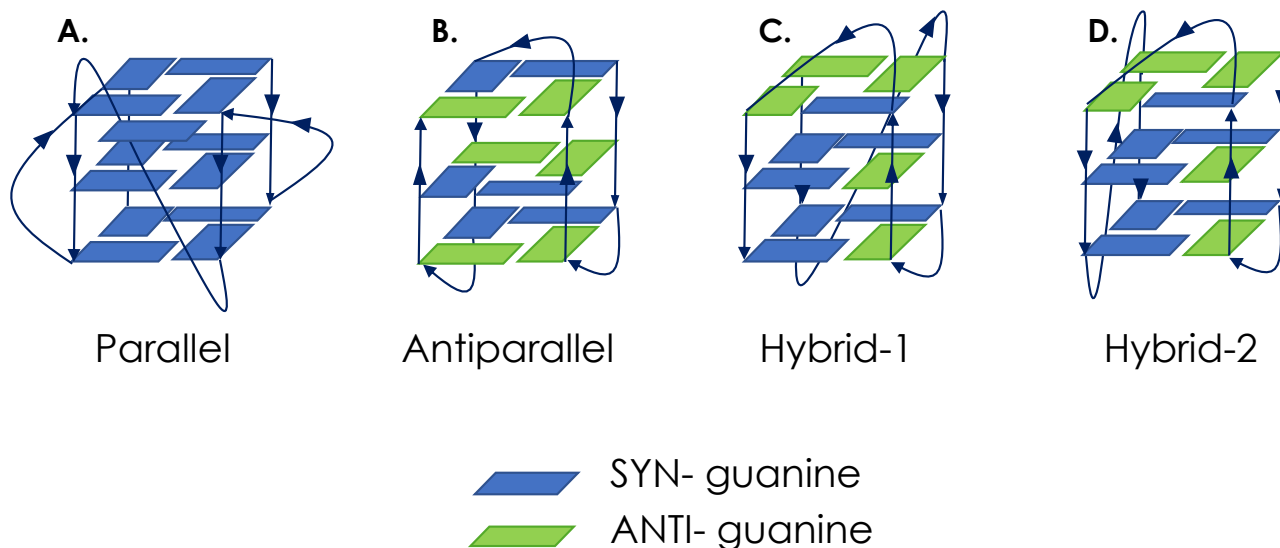 A.
B.
C.
D.
Parallel
Antiparallel
Hybrid-1
Hybrid-2
SYN- guanine
ANTI- guanine